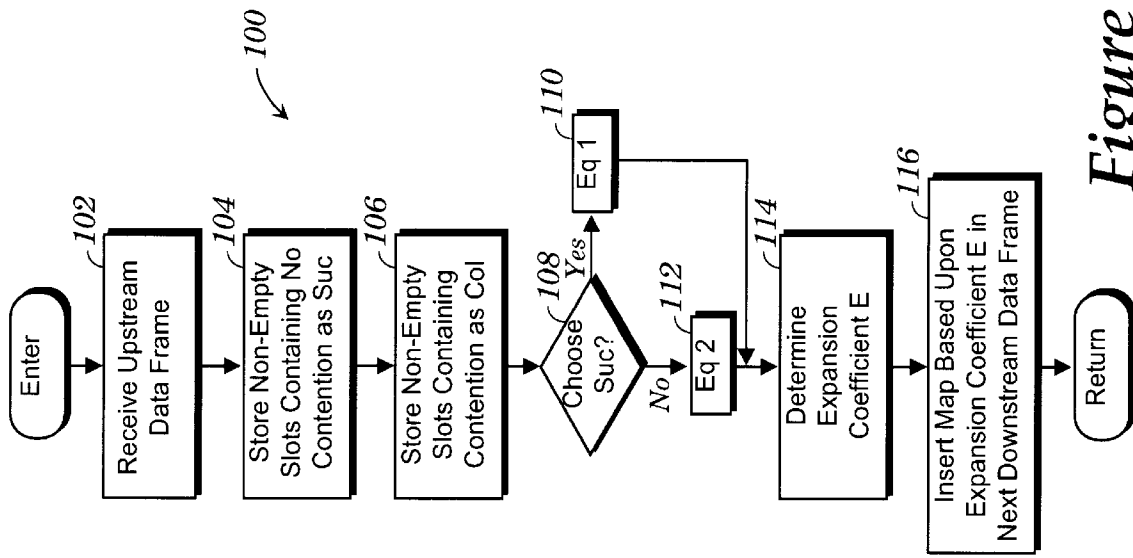 100
Enter
102
Receive Upstream
Data Frame
104
Store Non-Empty
Slots Containing No
Contention as Suc
106
Store Non-Empty
Slots Containing
Contention as Col
108
Choose
Suc?
Yes
110
Eq 1
No
112
Eq 2
114
Determine
Expansion
Coefficient E
116
Insert Map Based Upon
Expansion Coefficient E in
Next Downstream Data Frame
Return
Figure